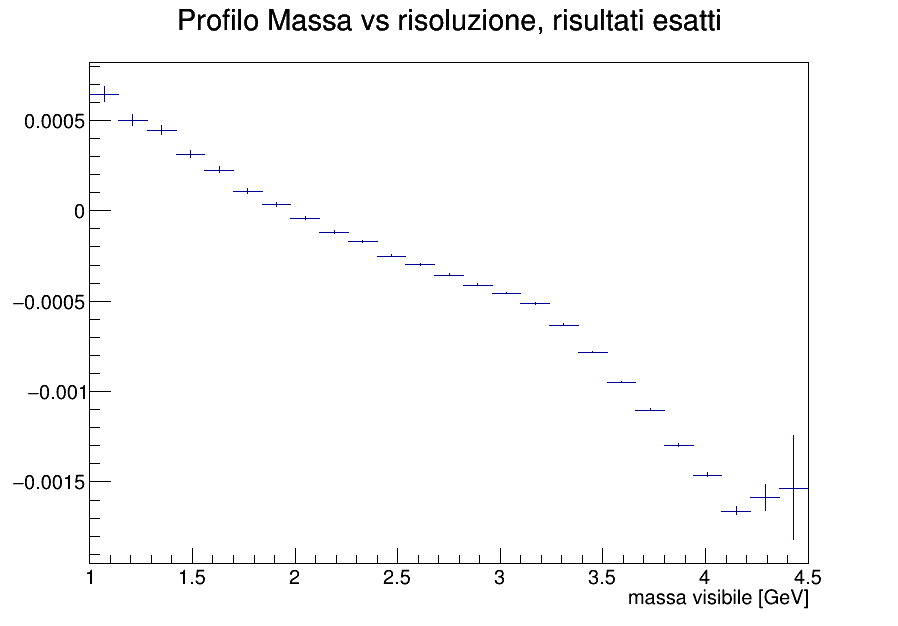 Profilo Massa vs risoluzione, risultati esatti
0.0005
0
−0.0005
−0.001
−0.0015
1 1.5 2 2.5 3 3.5 4 4.5
massa visibile [GeV]